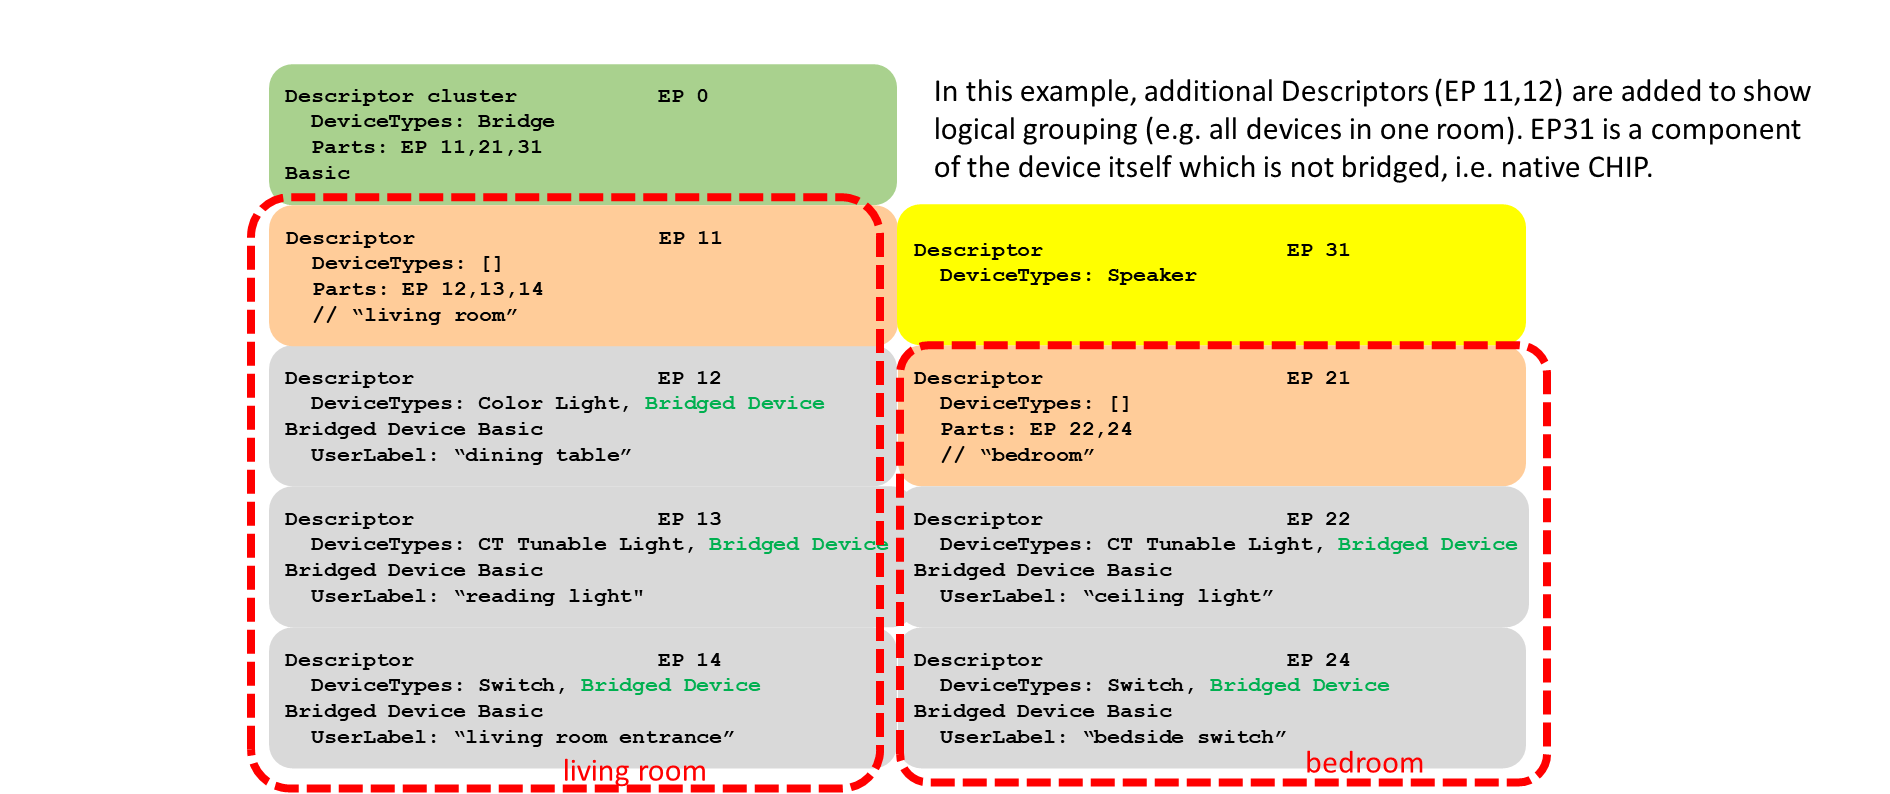 In this example, additional Descriptors (EP 11,12) are added to show
logical grouping (e.g. all devices in one room). EP31 is a component
of the device itself which is not bridged, i.e. native CHIP.
Descriptor cluster EP 0
DeviceTypes: Bridge
Parts: EP 11,21,31
Basic
Descriptor EP 11
DeviceTypes: []
Parts: EP 12,13,14
// “living room”
Descriptor EP 12
DeviceTypes: Color Light, Bridged Device
Bridged Device Basic
UserLabel: “dining table”
Descriptor EP 13
DeviceTypes: CT Tunable Light, Bridged Device
Bridged Device Basic
UserLabel: “reading light"
Descriptor EP 14
DeviceTypes: Switch, Bridged Device
Bridged Device Basic
UserLabel: “living room entrance”
living room
Descriptor EP 31
DeviceTypes: Speaker
Descriptor EP 21
DeviceTypes: []
Parts: EP 22,24
// “bedroom”
Descriptor EP 22
DeviceTypes: CT Tunable Light, Bridged Device
Bridged Device Basic
UserLabel: “ceiling light”
Descriptor EP 24
DeviceTypes: Switch, Bridged Device
Bridged Device Basic
UserLabel: “bedside switch”
bedroom